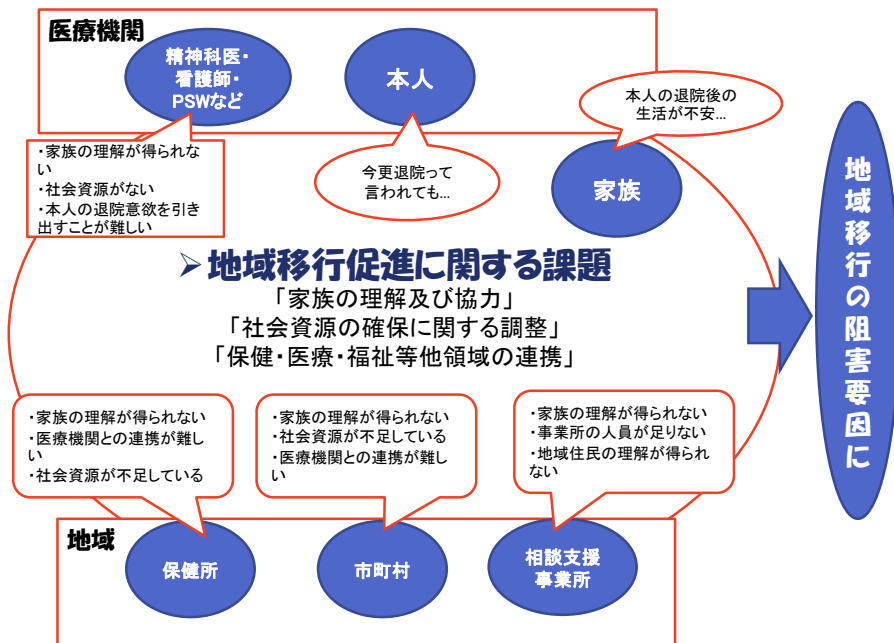 医療機関
精神科医・
看護師・
PSWなど
本人
本人の退院後の
生活が不安…
・家族の理解が得られな
い
・社会資源がない
・本人の退院意欲を引き
出すことが難しい
今更退院って
言われても…
家族
➢地域移行促進に関する課題
「家族の理解及び協力」
「社会資源の確保に関する調整」
「保健・医療・福祉等他領域の連携」
地域移行の阻害要因に
・家族の理解が得られない
・医療機関との連携が難し
い
・社会資源が不足している
・家族の理解が得られない
・社会資源が不足している
・医療機関との連携が難し
い
・家族の理解が得られない
・事業所の人員が足りない
・地域住民の理解が得られ
ない
地域
保健所
市町村
相談支援
事業所